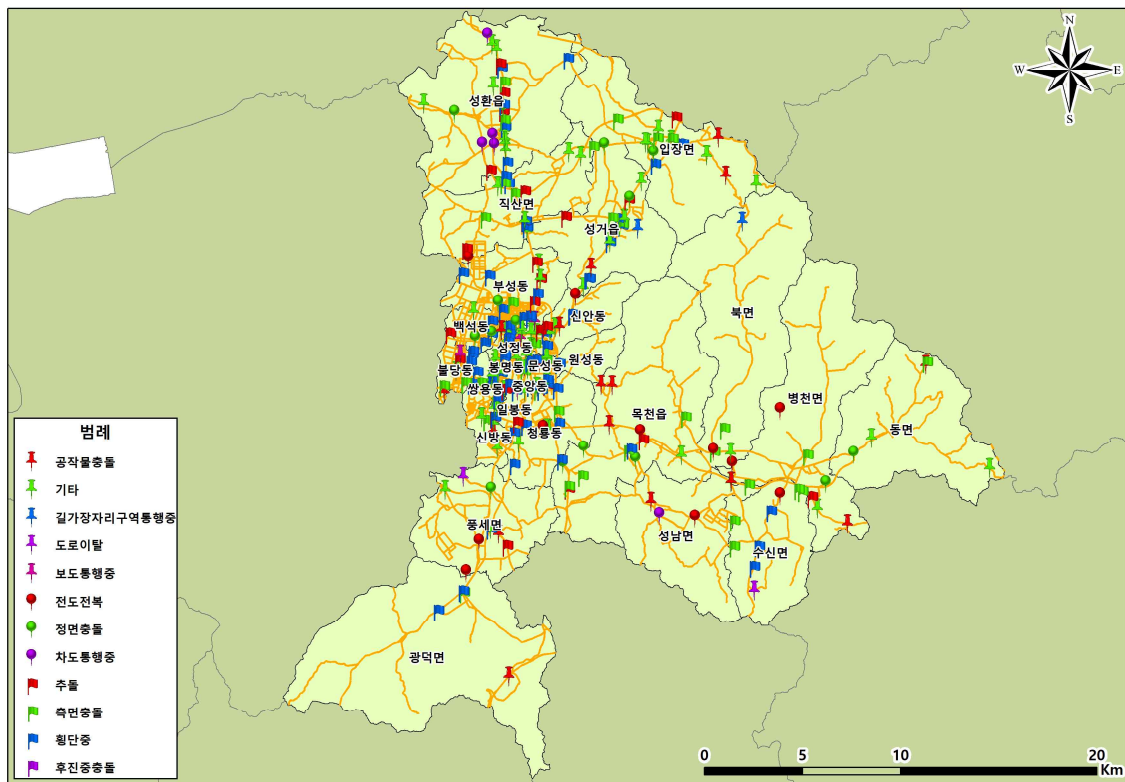 N
W
E
S
성환읍
입장면
직산면
성거읍
부성동
북면
백석동
신안동
성정동
불당동
봉명동
문성동
원성동
쌍용동
중앙동
병천면
일봉동
목천읍
동면
신방동
청룡동
풍세면
성남면
수신면
광덕면
범례
공작물충돌
기타
길가장자리구역통행중
도로이탈
보도통행중
전도전복
정면충돌
차도통행중
추돌
측면충돌
횡단중
후진중충돌
0
5
10
20
Km